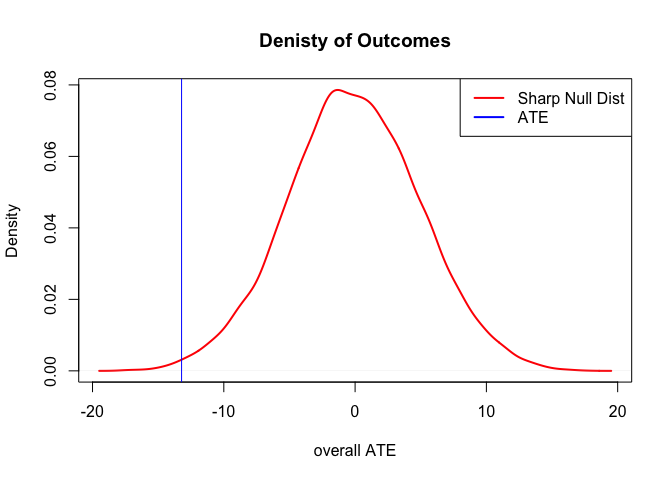 Denisty of Outcomes
Sharp Null Dist
ATE
Density
0.00
0.02
0.04
0.06
0.08
-20
-10
0
10
20
overall ATE